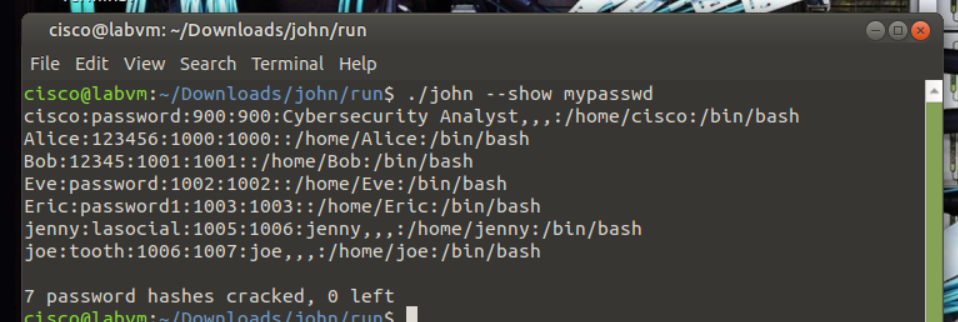 cisco@labvm: ~/Downloads/john/run
File Edit View Search Terminal Help
cisco@labvm:~/Downloads/john/run$ ./john --show mypasswd
cisco:password:900:900:Cybersecurity Analyst,,,:/home/cisco:/bin/bash
Alice:123456:1000:1000::/home/Alice:/bin/bash
Bob:12345:1001:1001::/home/Bob:/bin/bash
Eve:password:1002:1002::/home/Eve:/bin/bash
Eric:password1:1003:1003::/home/Eric:/bin/bash
jenny:lasocial:1005:1006:jenny,,,:/home/jenny:/bin/bash
joe:tooth:1006:1007:joe,,,:/home/joe:/bin/bash
7 password hashes cracked, 0 left
cisco@labvm:~/Downloads/john/run$